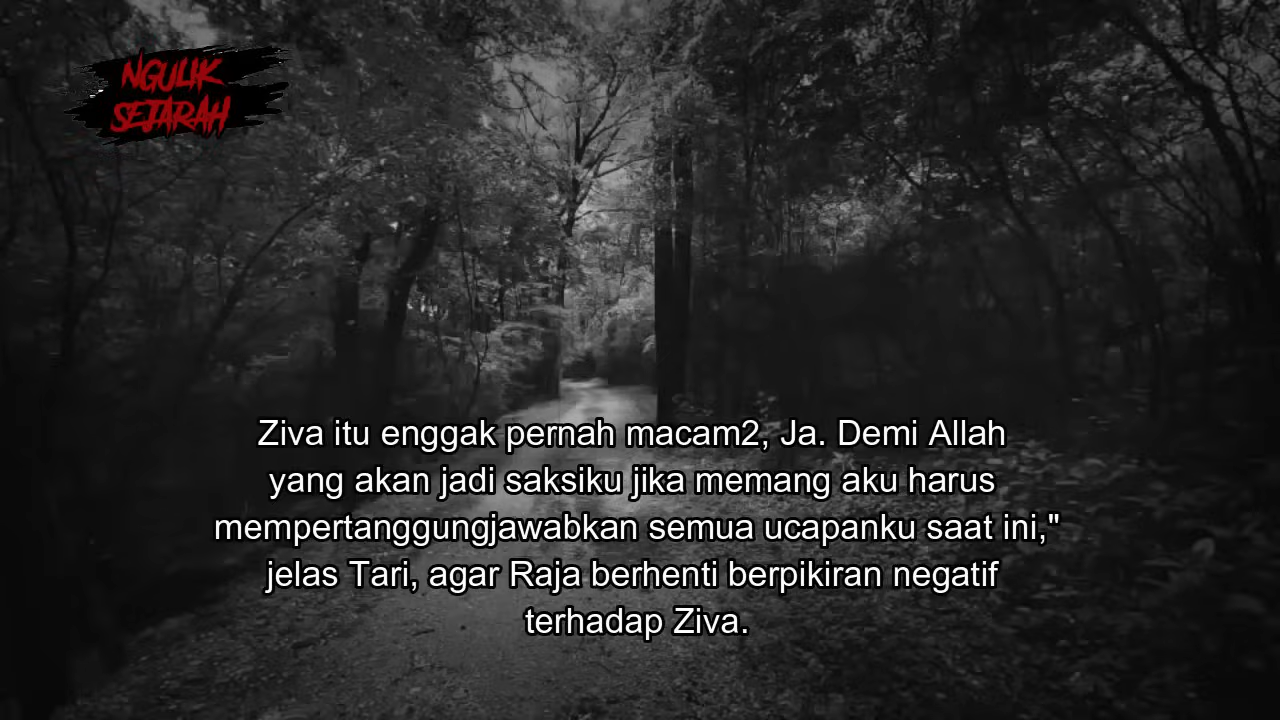 NGULIK
SEJARAH
Ziva itu enggak pernah macam2, Ja. Demi Allah
yang akan jadi saksiku jika memang aku harus
mempertanggungjawabkan semua ucapanku saat ini,"
jelas Tari, agar Raja berhenti berpikiran negatif
terhadap Ziva.